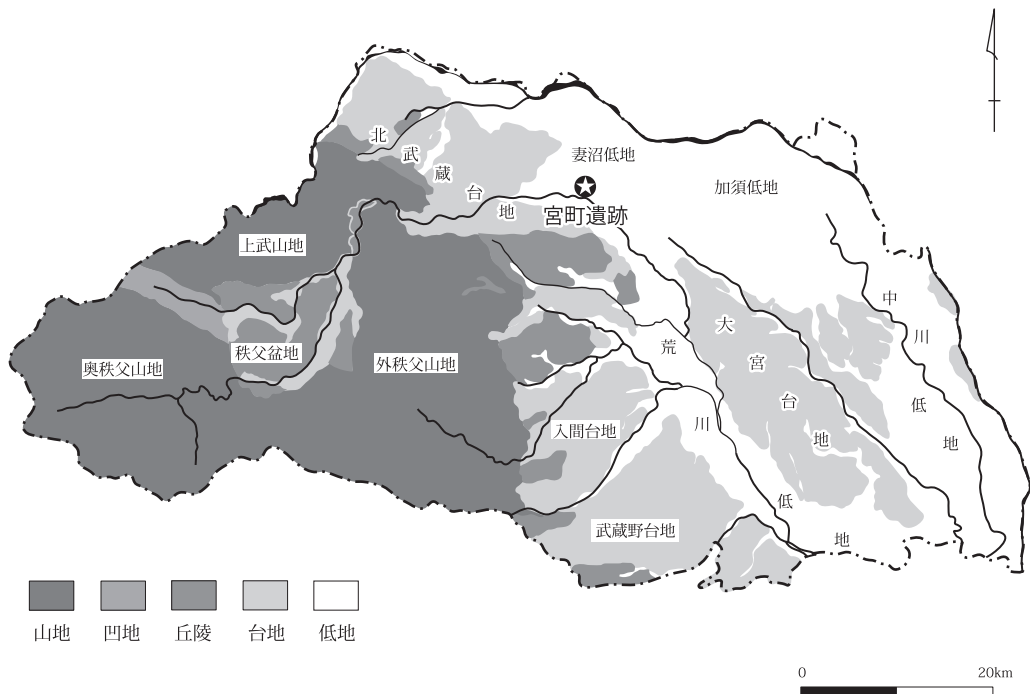 北武蔵台地
妻沼低地
加須低地
宮町遺跡
上武山地
奥秩父山地
秩父盆地
外秩父山地
大宮台地
中川低地
荒川低地
入間台地
武蔵野台地
山地
凹地
丘陵
台地
低地
0
20km